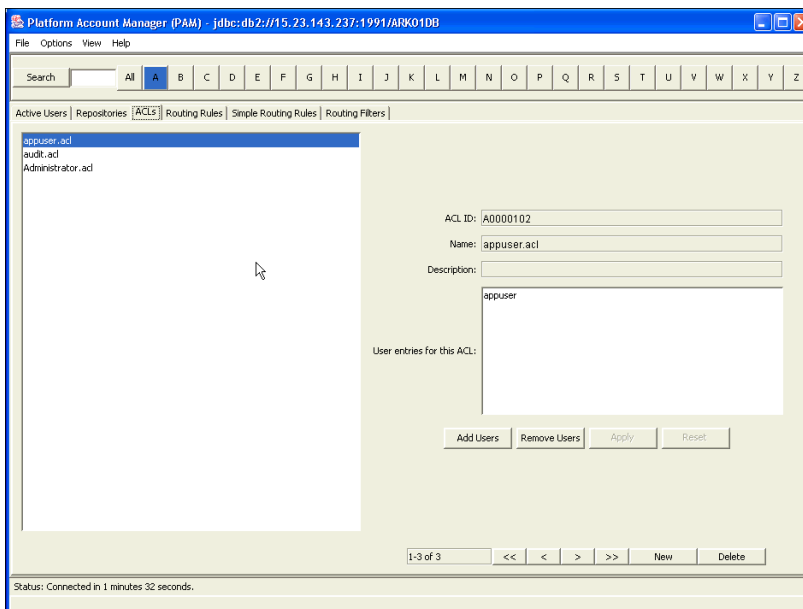 Platform Account Manager (PAM) - jdbc:db2://15.23.143.237:1991/ARK01DB
File Options View Help
Search All A B C D E F G H I J K L M N O P Q R S T U V W X Y Z
Active Users Repositories ACLs Routing Rules Simple Routing Rules Routing Filters
appuser.acl
audit.acl
Administrator.acl
ACL ID: A0000102
Name: appuser.acl
Description:
appuser
User entries for this ACL:
Add Users Remove Users Apply Reset
1-3 of 3 << < > >> New Delete
Status: Connected in 1 minutes 32 seconds.